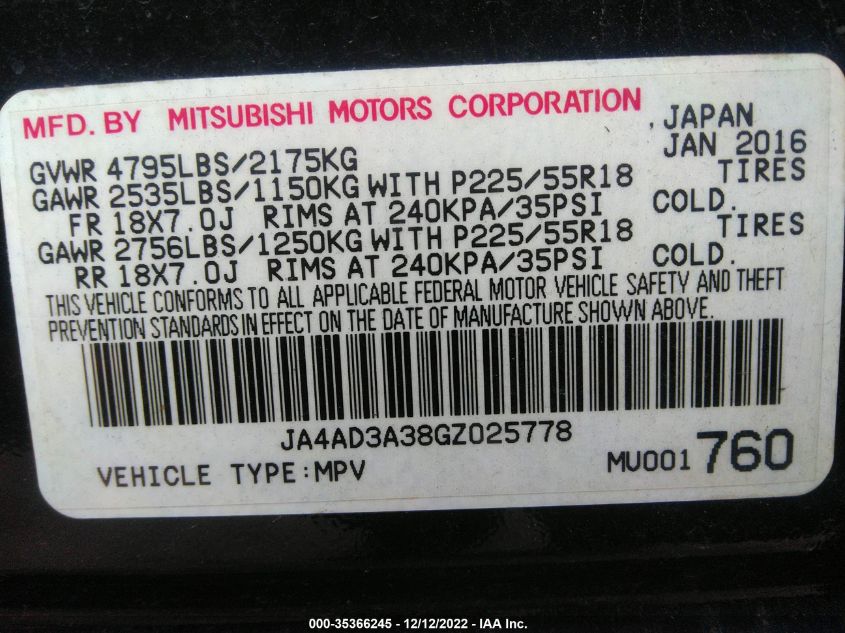 MFD. BY MITSUBISHI MOTORS CORPORATION , JAPAN
GVWR 4795LBS/2175KG JAN 2016
GAWR 2535LBS/1150KG WITH P225/55R18 TIRES
FR 18X7.0J RIMS AT 240KPA/35PSI COLD.
GAWR 2756LBS/1250KG WITH P225/55R18 TIRES
RR 18X7.0J RIMS AT 240KPA/35PSI COLD.
THIS VEHICLE CONFORMS TO ALL APPLICABLE FEDERAL MOTOR VEHICLE SAFETY AND THEFT
PREVENTION STANDARDS IN EFFECT ON THE DATE OF MANUFACTURE SHOWN ABOVE.
JA4AD3A38GZ025778
VEHICLE TYPE:MPV MU001 760
000-35366245 - 12/12/2022 - IAA Inc.